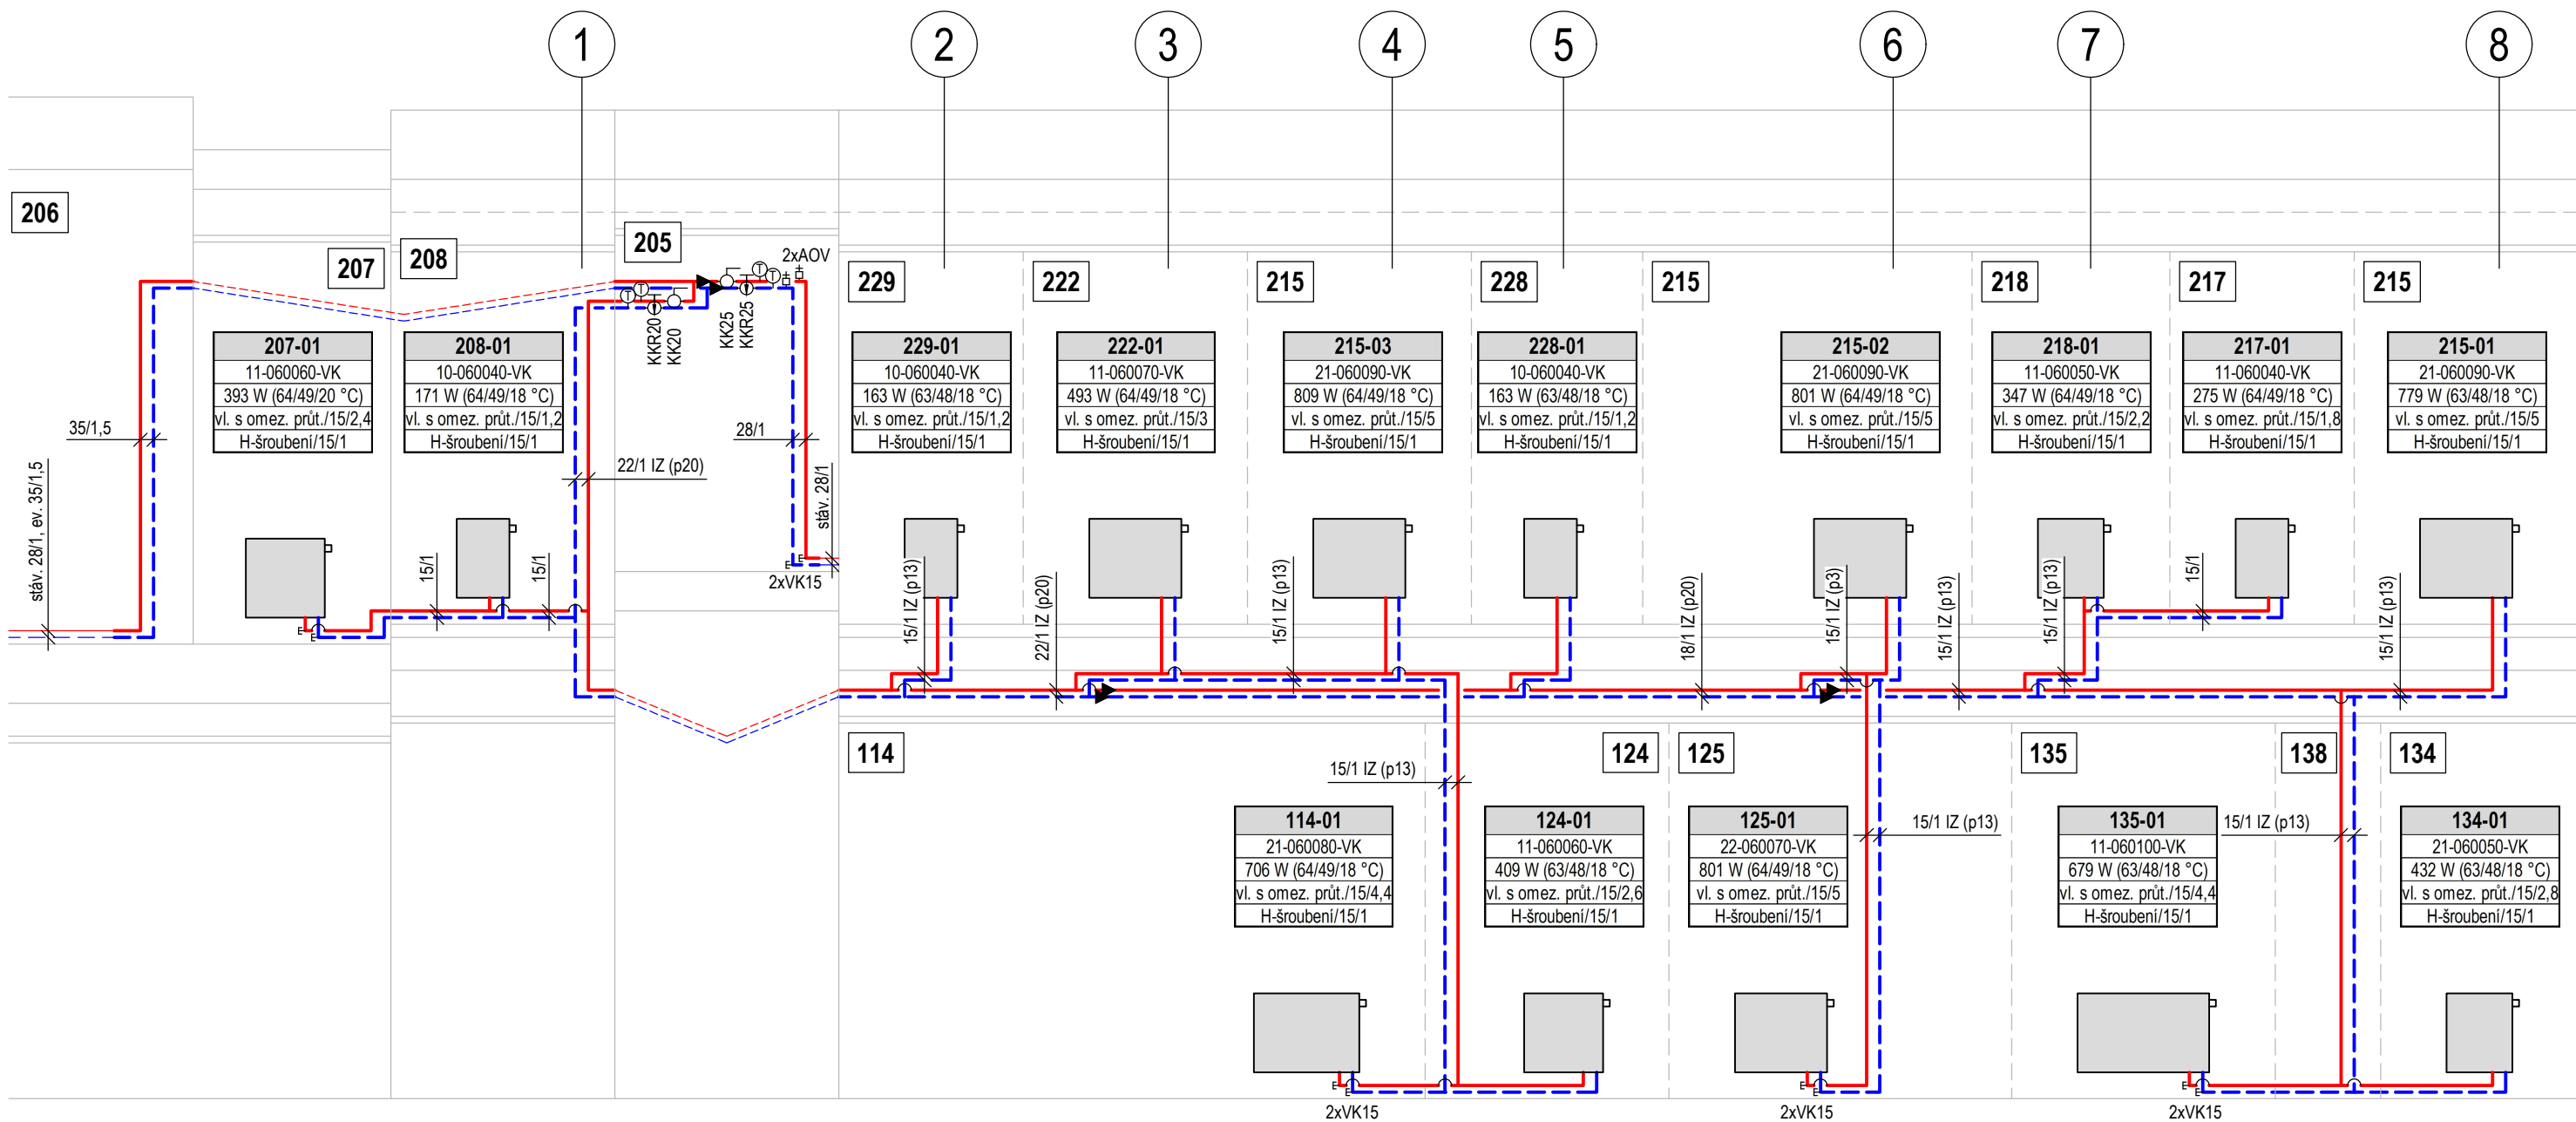 1
2
3
4
5
6
7
8
206
207
208
205
2xAOV
229
222
215
228
215
218
217
215
KKR20
KK20
KK25
KKR25
207-01
11-060060-VK
393 W (64/49/20 °C)
vl. s omez. průt./15/2,4
H-šroubení/15/1
208-01
10-060040-VK
171 W (64/49/18 °C)
vl. s omez. průt./15/1,2
H-šroubení/15/1
229-01
10-060040-VK
163 W (63/48/18 °C)
vl. s omez. průt./15/1,2
H-šroubení/15/1
222-01
11-060070-VK
493 W (64/49/18 °C)
vl. s omez. průt./15/3
H-šroubení/15/1
215-03
21-060090-VK
809 W (64/49/18 °C)
vl. s omez. průt./15/5
H-šroubení/15/1
228-01
10-060040-VK
163 W (63/48/18 °C)
vl. s omez. průt./15/1,2
H-šroubení/15/1
215-02
21-060090-VK
801 W (64/49/18 °C)
vl. s omez. průt./15/5
H-šroubení/15/1
218-01
11-060050-VK
347 W (64/49/18 °C)
vl. s omez. průt./15/2,2
H-šroubení/15/1
217-01
11-060040-VK
275 W (64/49/18 °C)
vl. s omez. průt./15/1,8
H-šroubení/15/1
215-01
21-060090-VK
779 W (63/48/18 °C)
vl. s omez. průt./15/5
H-šroubení/15/1
35/1,5
stáv. 28/1, ev. 35/1,5
22/1 IZ (p20)
28/1
stáv. 28/1
2xVK15
15/1
15/1
15/1 IZ (p13)
22/1 IZ (p20)
15/1 IZ (p13)
18/1 IZ (p20)
15/1 IZ (p3)
15/1 IZ (p13)
15/1 IZ (p13)
15/1
15/1 IZ (p13)
114
124
125
135
138
134
15/1 IZ (p13)
15/1 IZ (p13)
15/1 IZ (p13)
114-01
21-060080-VK
706 W (64/49/18 °C)
vl. s omez. průt./15/4,4
H-šroubení/15/1
124-01
11-060060-VK
409 W (63/48/18 °C)
vl. s omez. průt./15/2,6
H-šroubení/15/1
125-01
22-060070-VK
801 W (64/49/18 °C)
vl. s omez. průt./15/5
H-šroubení/15/1
135-01
11-060100-VK
679 W (63/48/18 °C)
vl. s omez. průt./15/4,4
H-šroubení/15/1
134-01
21-060050-VK
432 W (63/48/18 °C)
vl. s omez. průt./15/2,8
H-šroubení/15/1
2xVK15
2xVK15
2xVK15